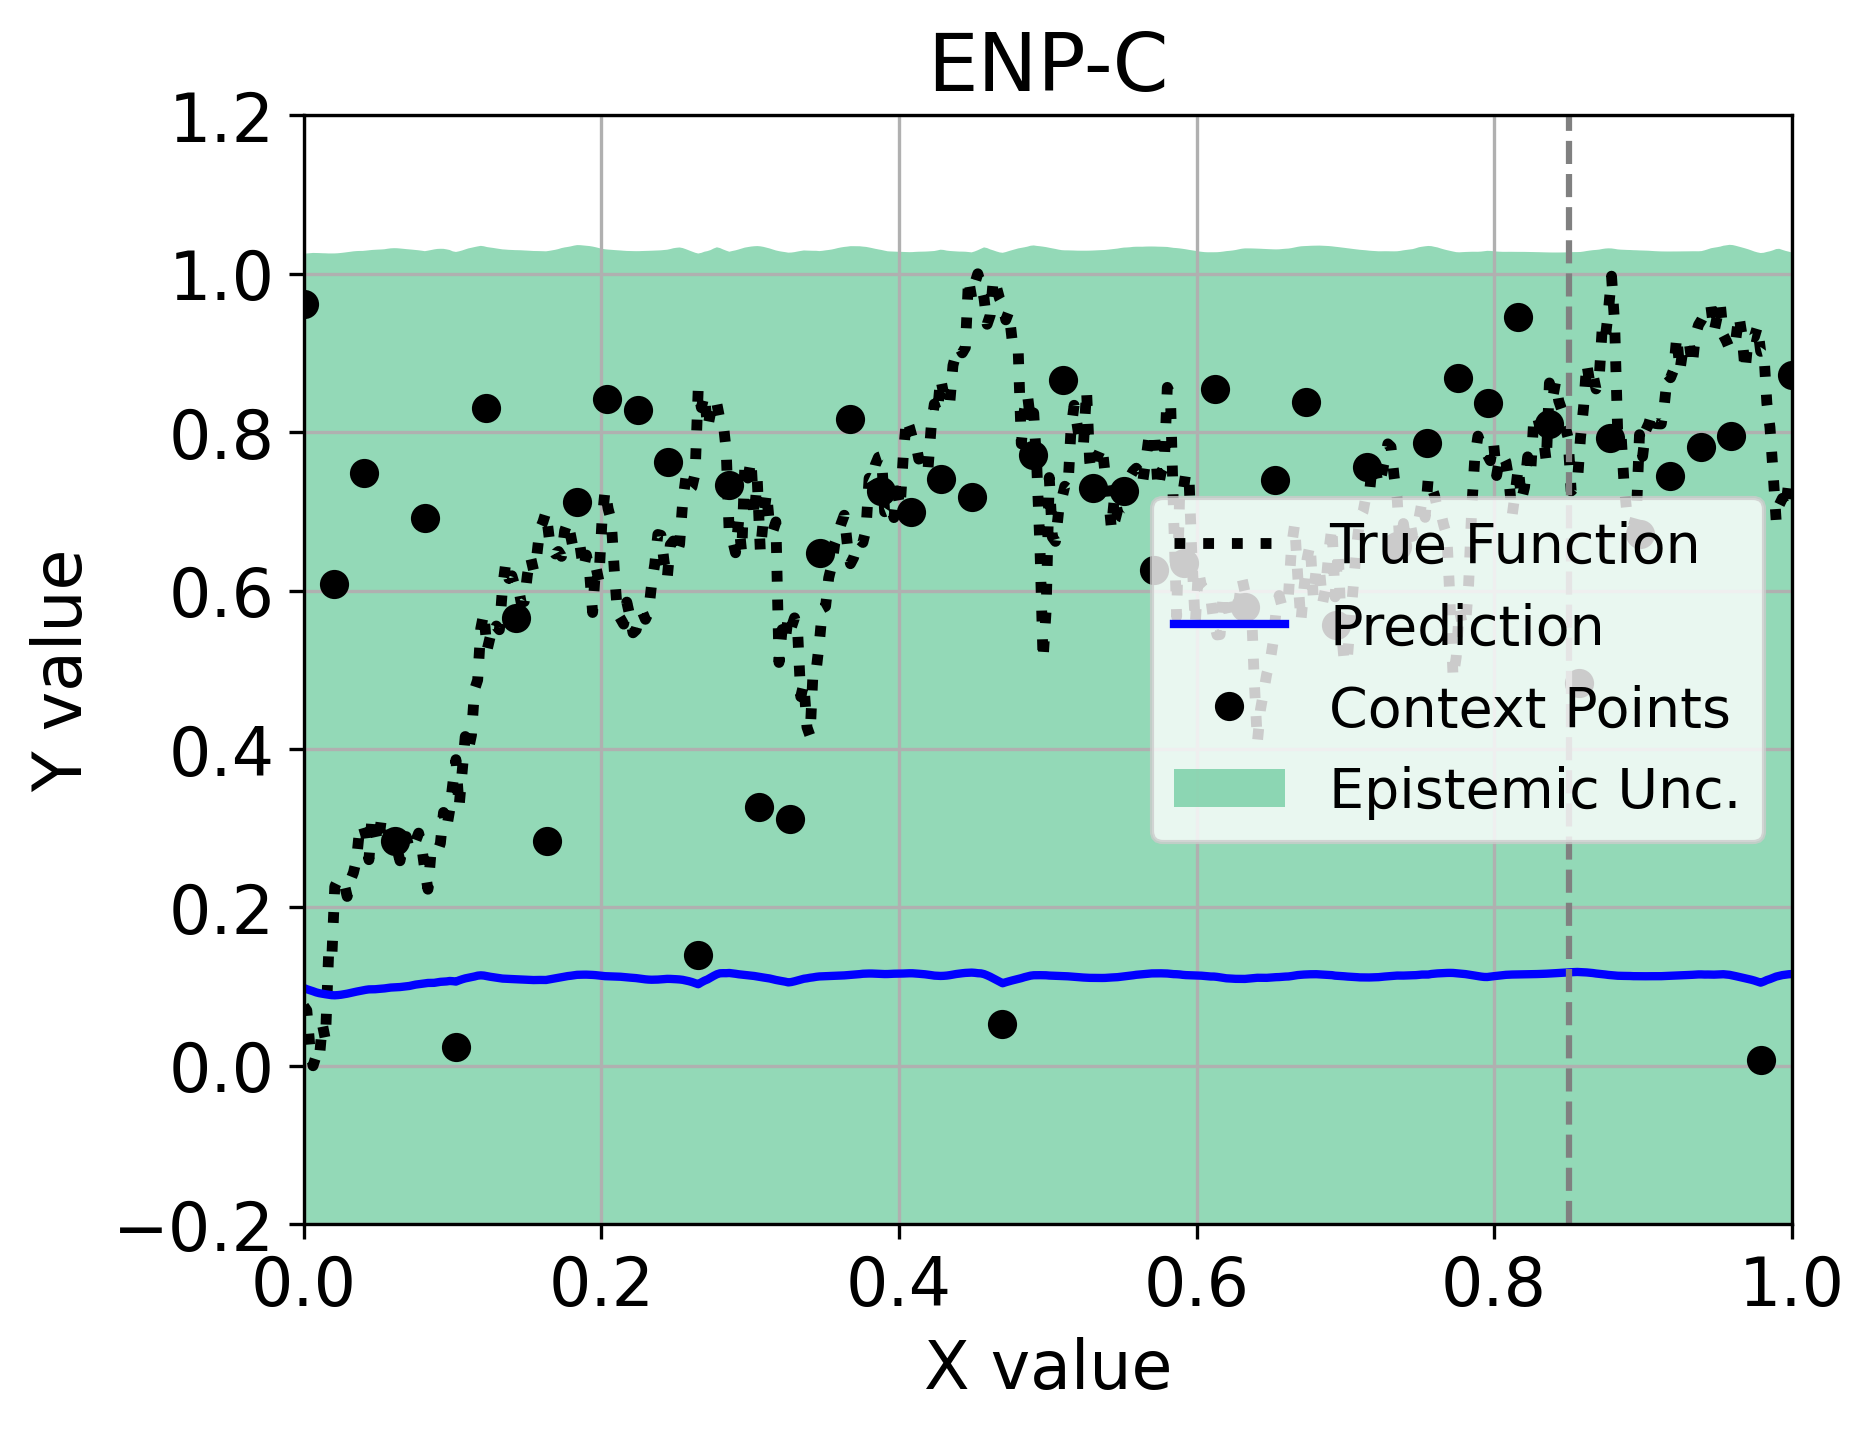 ENP-C
1.2
1.0
0.8
0.6
0.4
0.2
0.0
−0.2
Y value
True Function
Prediction
Context Points
Epistemic Unc.
0.0 0.2 0.4 0.6 0.8 1.0
X value